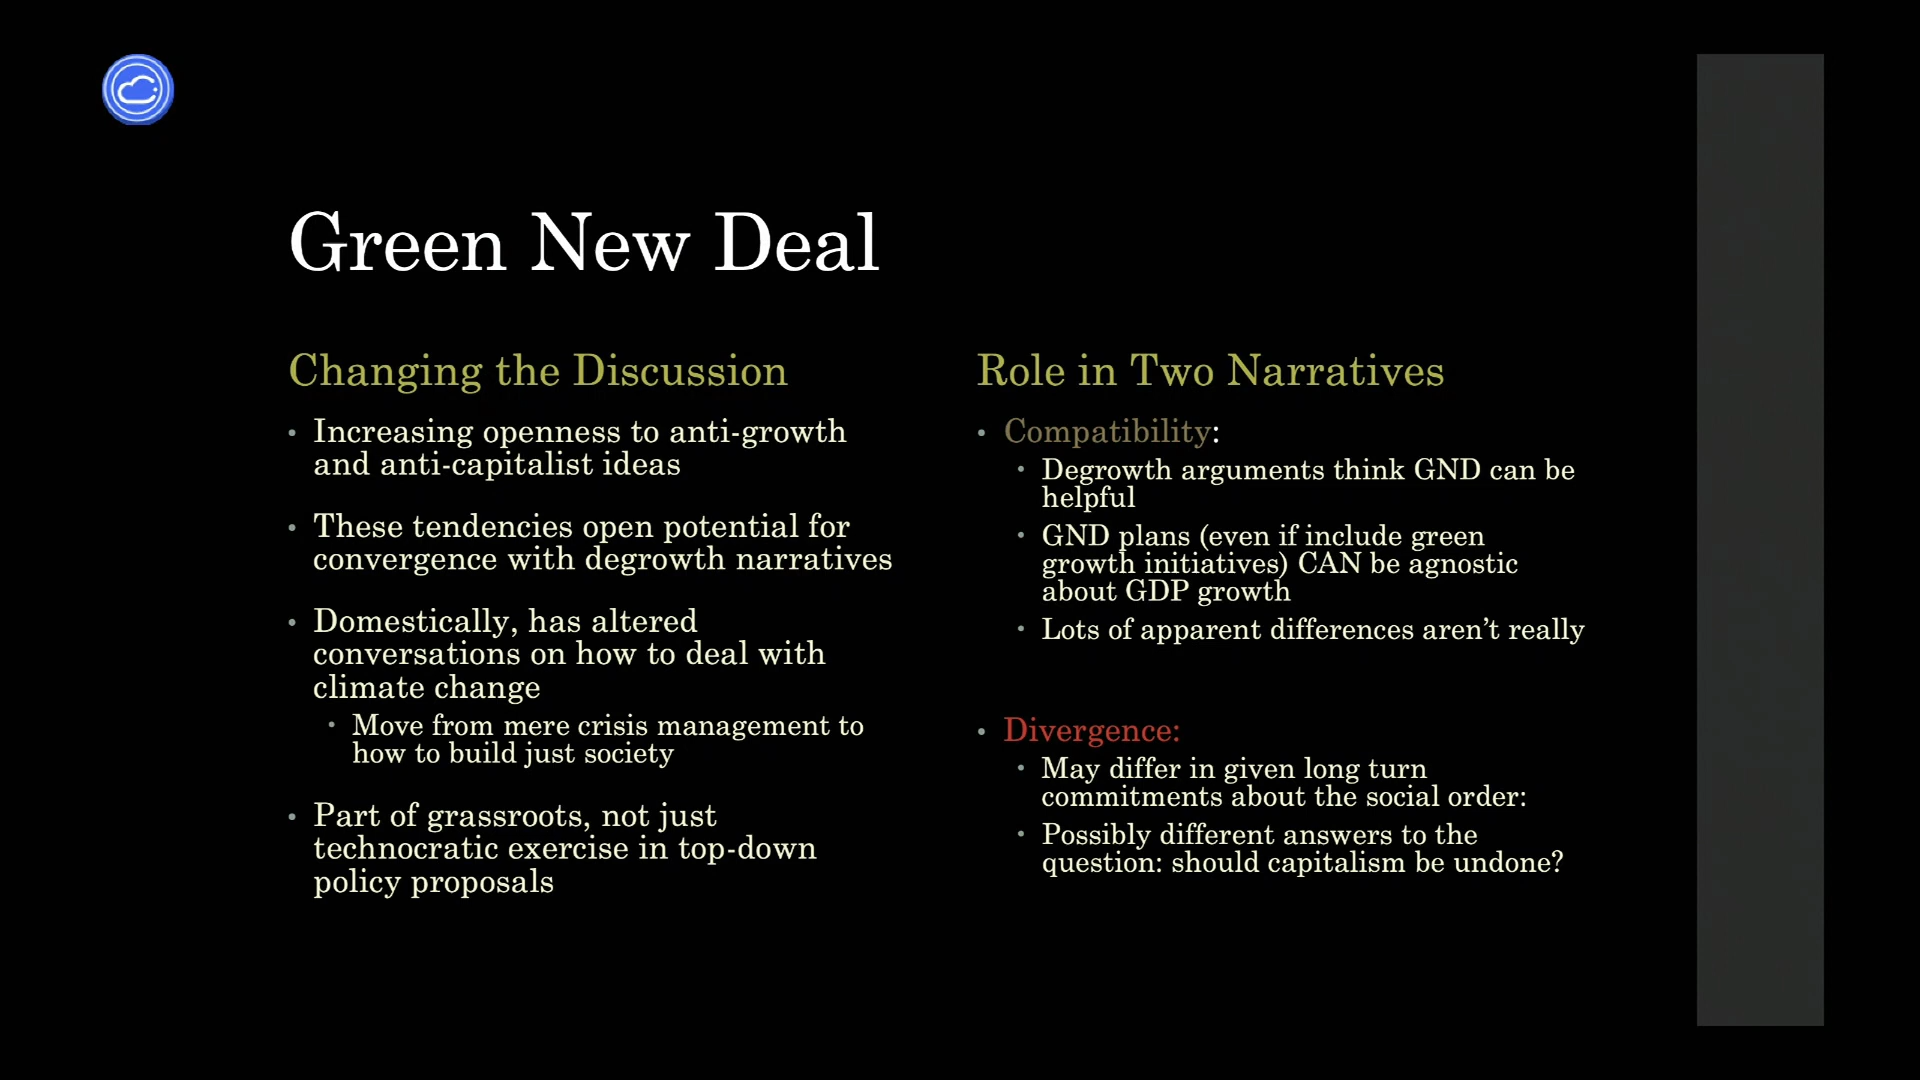 Green New Deal
Changing the Discussion
• Increasing openness to anti-growth
and anti-capitalist ideas
• These tendencies open potential for
convergence with degrowth narratives
• Domestically, has altered
conversations on how to deal with
climate change
• Move from mere crisis management to
how to build just society
• Part of grassroots, not just
technocratic exercise in top-down
policy proposals
Role in Two Narratives
• Compatibility:
• Degrowth arguments think GND can be
helpful
• GND plans (even if include green
growth initiatives) CAN be agnostic
about GDP growth
• Lots of apparent differences aren’t really
• Divergence:
• May differ in given long turn
commitments about the social order:
• Possibly different answers to the
question: should capitalism be undone?